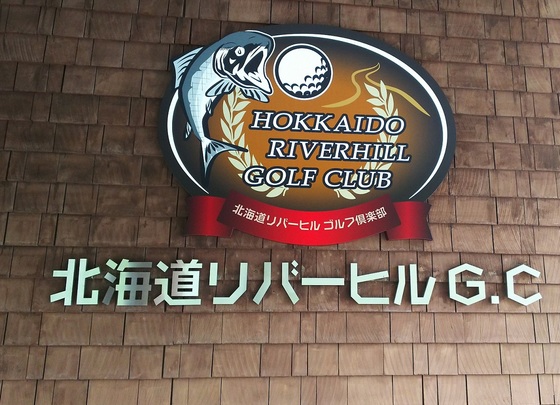 HOKKAIDO
RIVERHILL
GOLF CLUB
北海道リバーヒル ゴルフ倶楽部
北海道リバーヒル G.C